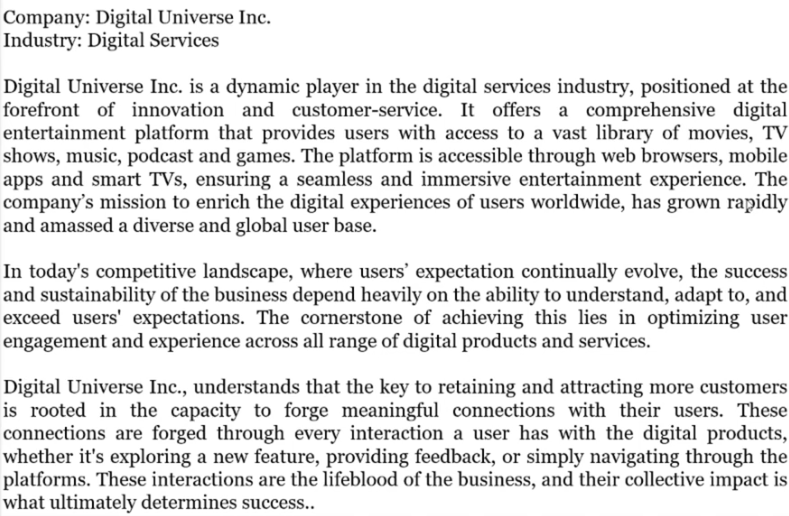 Company: Digital Universe Inc.
Industry: Digital Services
Digital Universe Inc. is a dynamic player in the digital services industry, positioned at the
forefront of innovation and customer-service. It offers a comprehensive digital
entertainment platform that provides users with access to a vast library of movies, TV
shows, music, podcast and games. The platform is accessible through web browsers, mobile
apps and smart TVs, ensuring a seamless and immersive entertainment experience. The
company’s mission to enrich the digital experiences of users worldwide, has grown rapidly
and amassed a diverse and global user base.
In today's competitive landscape, where users’ expectation continually evolve, the success
and sustainability of the business depend heavily on the ability to understand, adapt to, and
exceed users' expectations. The cornerstone of achieving this lies in optimizing user
engagement and experience across all range of digital products and services.
Digital Universe Inc., understands that the key to retaining and attracting more customers
is rooted in the capacity to forge meaningful connections with their users. These
connections are forged through every interaction a user has with the digital products,
whether it's exploring a new feature, providing feedback, or simply navigating through the
platforms. These interactions are the lifeblood of the business, and their collective impact is
what ultimately determines success..